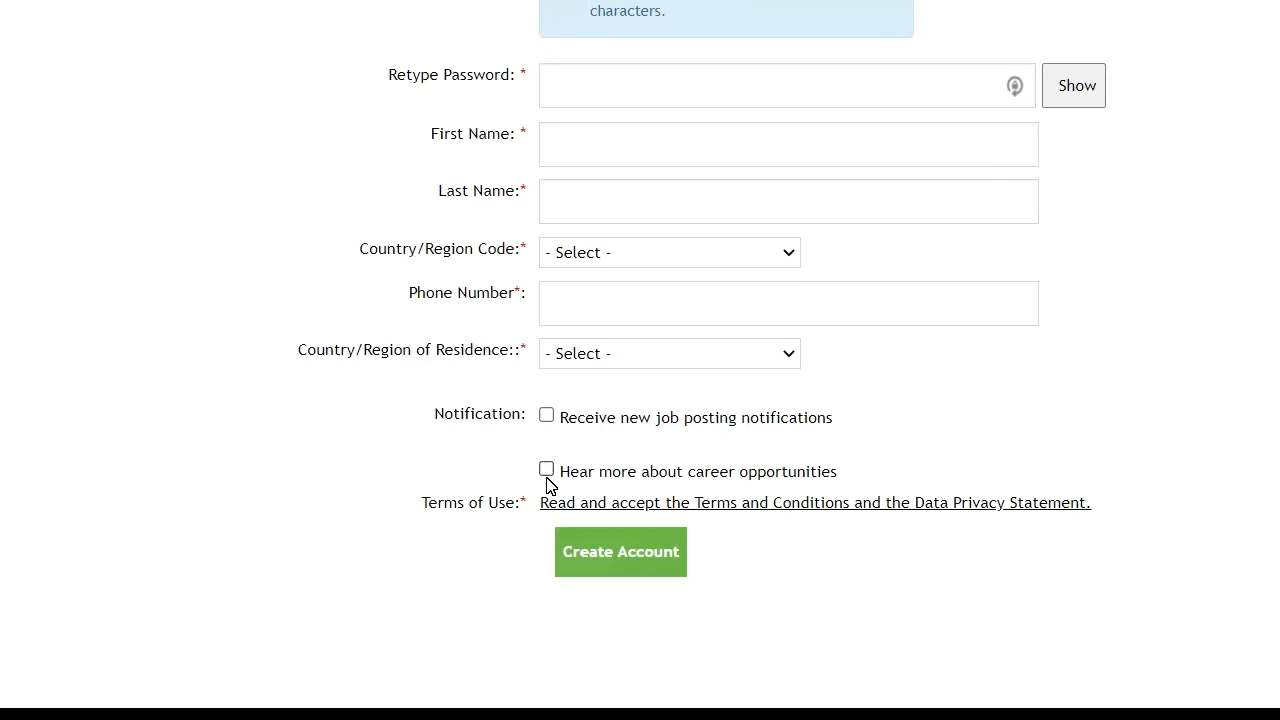 characters.
Retype Password: *
Show
First Name: *
Last Name:*
Country/Region Code:*
- Select -
Phone Number*:
Country/Region of Residence::*
- Select -
Notification:
Receive new job posting notifications
Hear more about career opportunities
Terms of Use:*
Read and accept the Terms and Conditions and the Data Privacy Statement.
Create Account